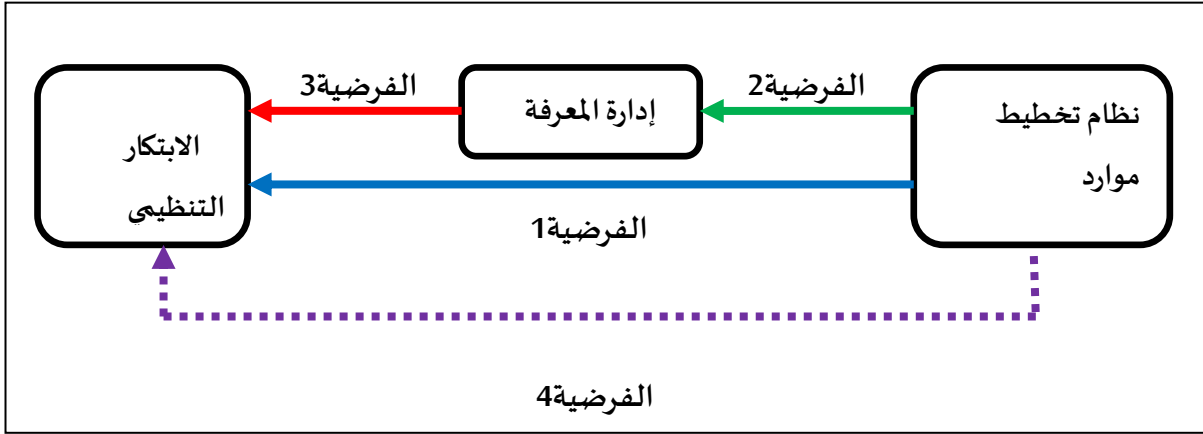 نظام تخطيط
موارد
الفرضية2
إدارة المعرفة
الفرضية3
الابتكار
التنظيمي
الفرضية1
الفرضية4